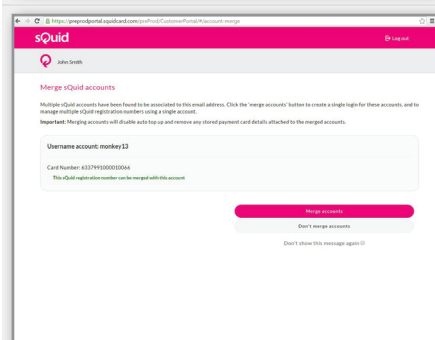 https://preprodportal.squidcard.com/preProd/CustomerPortal/#/account-merge
sQuid
Log out
John Smith
Merge sQuid accounts
Multiple sQuid accounts have been found to be associated to this email address. Click the 'merge accounts' button to create a single login for these accounts, and to
manage multiple sQuid registration numbers using a single account.
Important: Merging accounts will disable auto top up and remove any stored payment card details attached to the merged accounts.
Username account: monkey13
Card Number: 6337991000010066
This sQuid registration number can be merged with this account
Merge accounts
Don't merge accounts
Don't show this message again